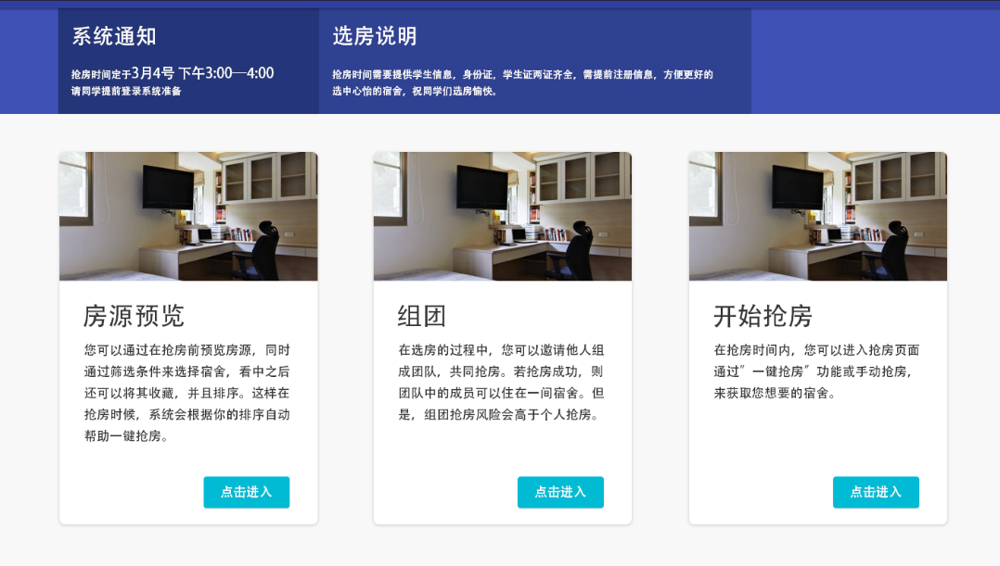 系统通知
抢房时间定于3月4号 下午3:00—4:00
请同学提前登录系统准备
选房说明
抢房时间需要提供学生信息，身份证，学生证两证齐全，需提前注册信息，方便更好的
选中心怡的宿舍，祝同学们选房愉快。
房源预览
您可以通过在抢房前预览房源，同时
通过筛选条件来选择宿舍，看中之后
还可以将其收藏，并且排序。这样在
抢房时候，系统会根据你的排序自动
帮助一键抢房。
点击进入
组团
在选房的过程中，您可以邀请他人组
成团队，共同抢房。若抢房成功，则
团队中的成员可以住在一间宿舍。但
是，组团抢房风险会高于个人抢房。
点击进入
开始抢房
在抢房时间内，您可以进入抢房页面
通过”一键抢房”功能或手动抢房，
来获取您想要的宿舍。
点击进入